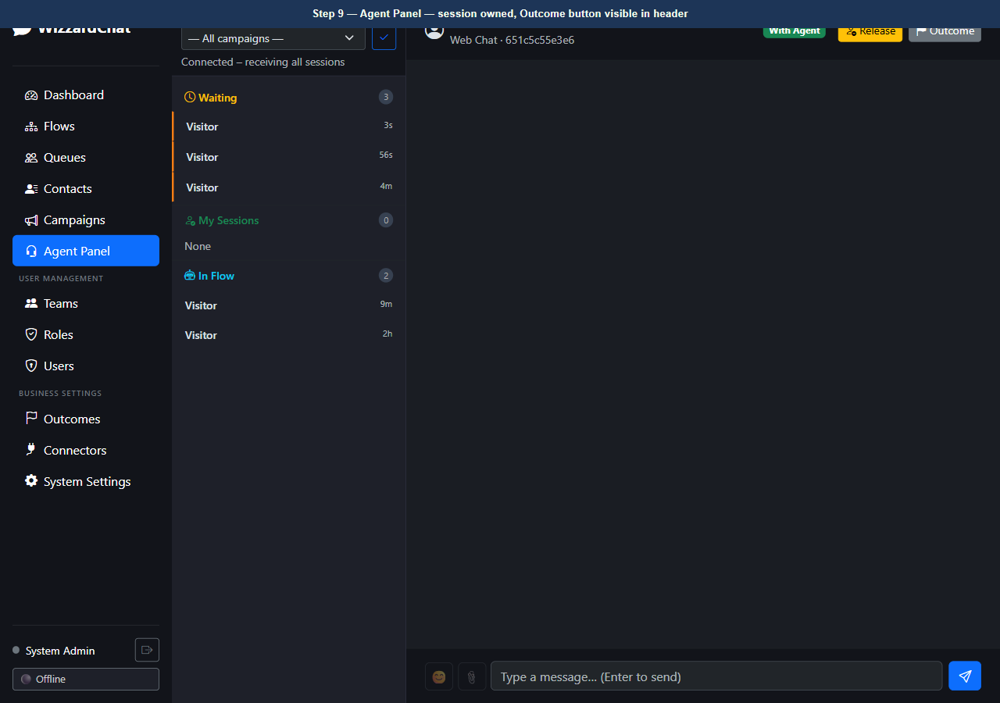 Step 9 — Agent Panel — session owned, Outcome button visible in header
WizzardChat
Dashboard
Flows
Queues
Contacts
Campaigns
Agent Panel
USER MANAGEMENT
Teams
Roles
Users
BUSINESS SETTINGS
Outcomes
Connectors
System Settings
System Admin
Offline
— All campaigns —
Connected – receiving all sessions
Waiting 3
Visitor 3s
Visitor 56s
Visitor 4m
My Sessions 0
None
In Flow 2
Visitor 9m
Visitor 2h
Web Chat · 651c5c55e3e6
With Agent
Release
Outcome
Type a message... (Enter to send)